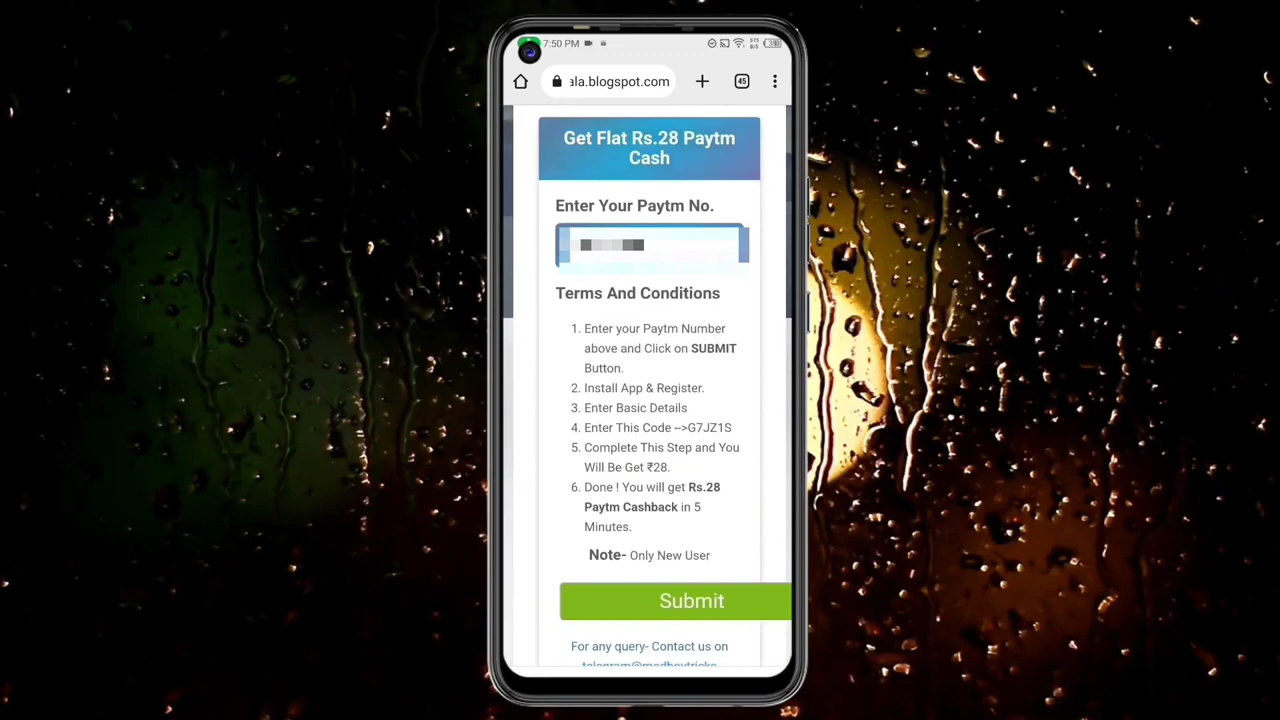 7:50 PM
ala.blogspot.com
45
Get Flat Rs.28 Paytm
Cash
Enter Your Paytm No.
Terms And Conditions
1. Enter your Paytm Number
above and Click on SUBMIT
Button.
2. Install App & Register.
3. Enter Basic Details
4. Enter This Code -->G7JZ1S
5. Complete This Step and You
Will Be Get ₹28.
6. Done ! You will get Rs.28
Paytm Cashback in 5
Minutes.
Note- Only New User
Submit
For any query- Contact us on
telegram@madboytricks